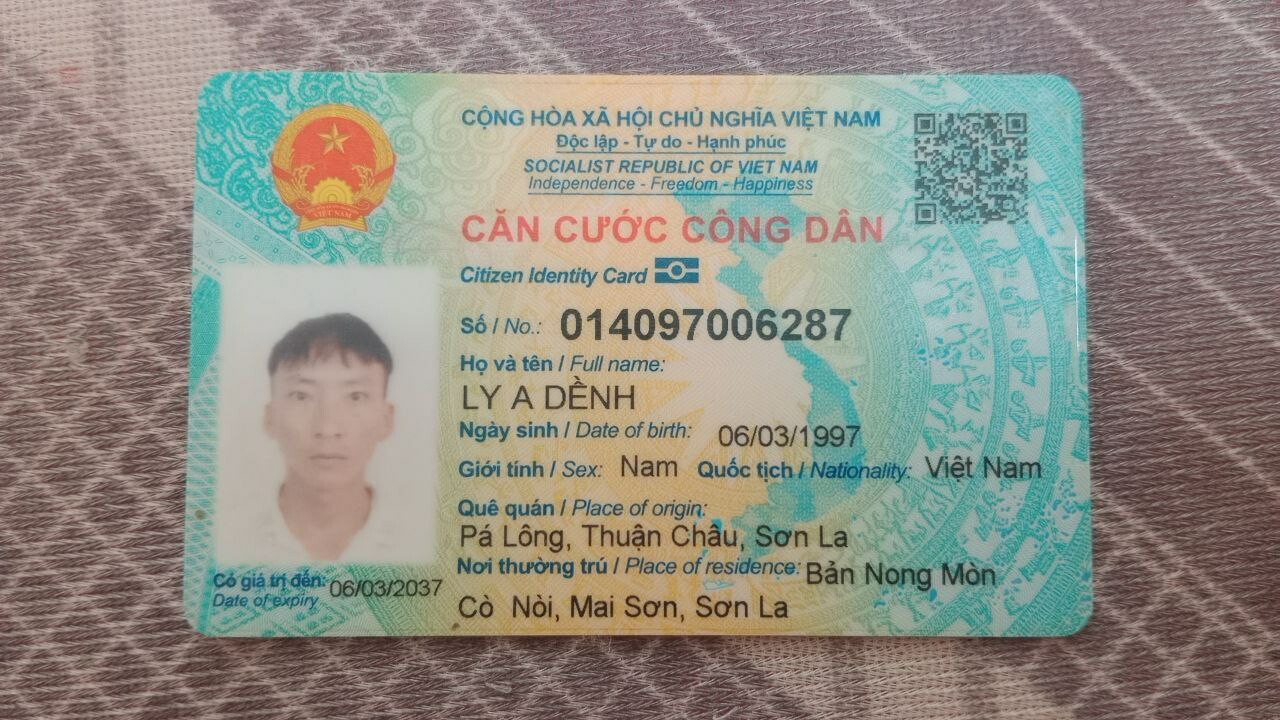 CỘNG HÒA XÃ HỘI CHỦ NGHĨA VIỆT NAM
Độc lập - Tự do - Hạnh phúc
SOCIALIST REPUBLIC OF VIET NAM
Independence - Freedom - Happiness
CĂN CƯỚC CÔNG DÂN
Citizen Identity Card
Số / No.: 014097006287
Họ và tên / Full name:
LY A DỀNH
Ngày sinh / Date of birth: 06/03/1997
Giới tính / Sex: Nam Quốc tịch / Nationality: Việt Nam
Quê quán / Place of origin:
Pá Lông, Thuận Châu, Sơn La
Nơi thường trú / Place of residence: Bản Nong Mòn
Cò Nòi, Mai Sơn, Sơn La
Có giá trị đến: 06/03/2037
Date of expiry
VIỆT NAM